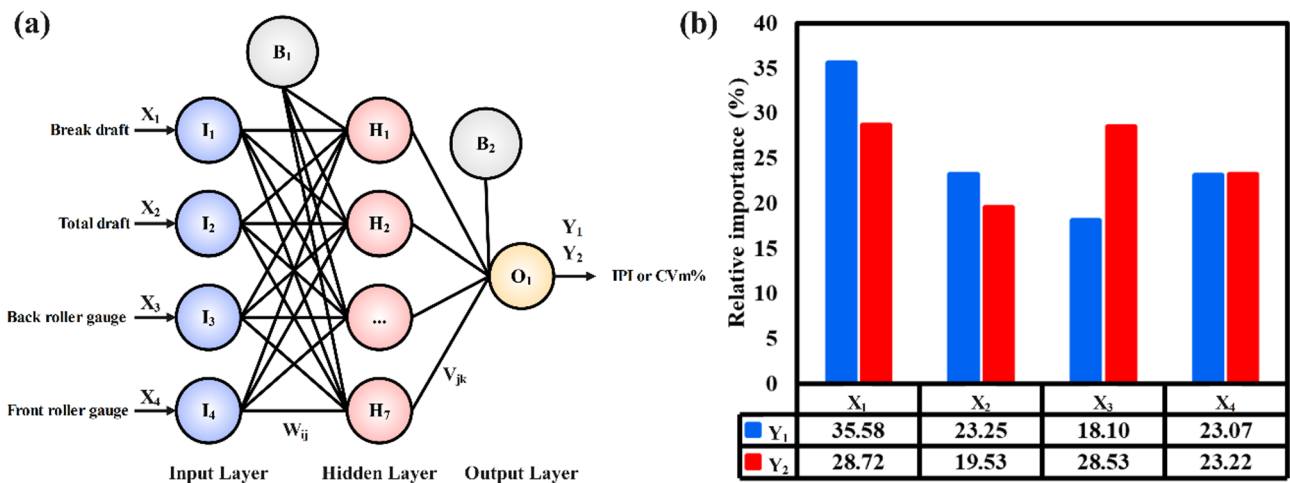 (a)
B₁
X₁
Break draft
I₁
H₁
B₂
X₂
Total draft
I₂
H₂
Y₁
Y₂
O₁
IPI or CVm%
X₃
Back roller gauge
I₃
...
V_jk
X₄
Front roller gauge
I₄
H₇
W_ij
Input Layer Hidden Layer Output Layer
(b)
Relative importance (%)
40
35
30
25
20
15
10
5
0
X₁ X₂ X₃ X₄
Y₁ 35.58 23.25 18.10 23.07
Y₂ 28.72 19.53 28.53 23.22